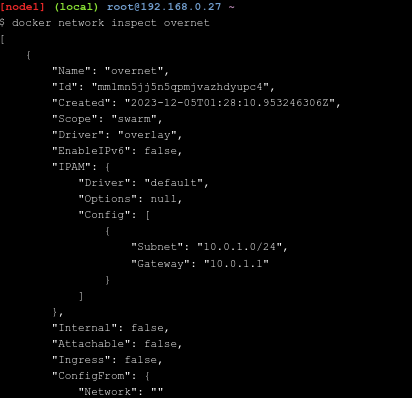 [node1] (local) root@192.168.0.27 ~
$ docker network inspect overnet
[
    {
        "Name": "overnet",
        "Id": "mm1mn5jj5n5qpmjvazhdyupc4",
        "Created": "2023-12-05T01:28:10.953246306Z",
        "Scope": "swarm",
        "Driver": "overlay",
        "EnableIPv6": false,
        "IPAM": {
            "Driver": "default",
            "Options": null,
            "Config": [
                {
                    "Subnet": "10.0.1.0/24",
                    "Gateway": "10.0.1.1"
                }
            ]
        },
        "Internal": false,
        "Attachable": false,
        "Ingress": false,
        "ConfigFrom": {
            "Network": ""